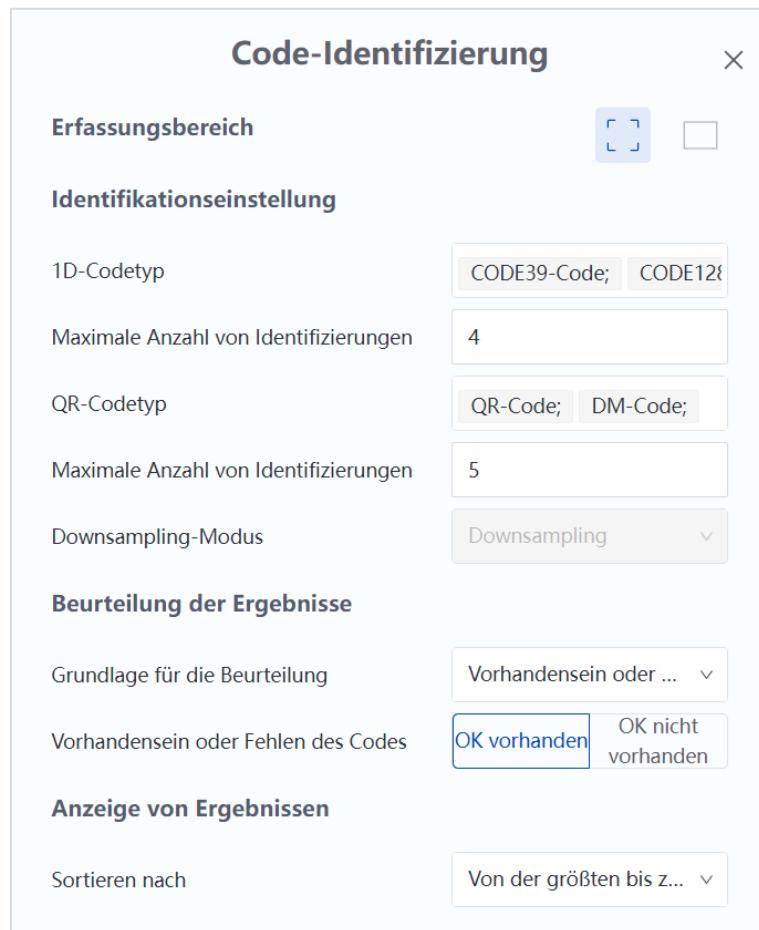 Code-Identifizierung
Erfassungsbereich
Identifikationseinstellung
1D-Codetyp CODE39-Code; CODE128
Maximale Anzahl von Identifizierungen 4
QR-Codetyp QR-Code; DM-Code;
Maximale Anzahl von Identifizierungen 5
Downsampling-Modus Downsampling
Beurteilung der Ergebnisse
Grundlage für die Beurteilung Vorhandensein oder ...
Vorhandensein oder Fehlen des Codes OK vorhanden OK nicht vorhanden
Anzeige von Ergebnissen
Sortieren nach Von der größten bis z...